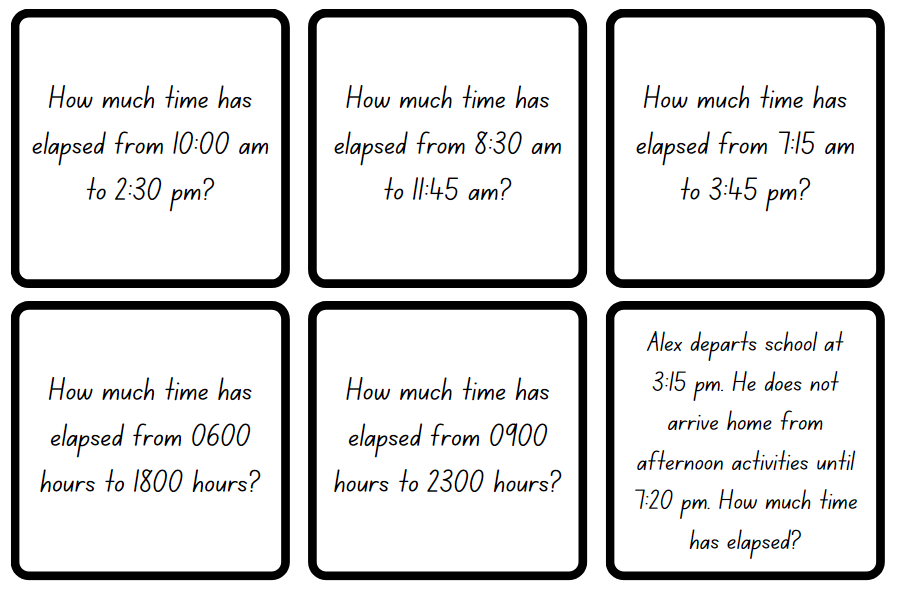 How much time has
elapsed from 10:00 am
to 2:30 pm?
How much time has
elapsed from 8:30 am
to 11:45 am?
How much time has
elapsed from 7:15 am
to 3:45 pm?
How much time has
elapsed from 0600
hours to 1800 hours?
How much time has
elapsed from 0900
hours to 2300 hours?
Alex departs school at
3:15 pm. He does not
arrive home from
afternoon activities until
7:20 pm. How much time
has elapsed?